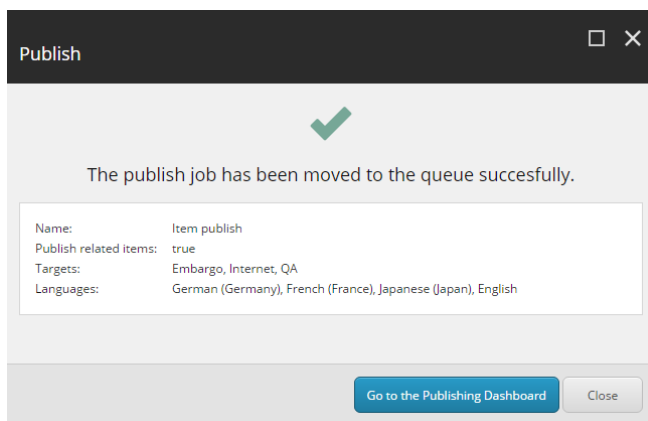 Publish
The publish job has been moved to the queue succesfully.
Name: Item publish
Publish related items: true
Targets: Embargo, Internet, QA
Languages: German (Germany), French (France), Japanese (Japan), English
Go to the Publishing Dashboard Close